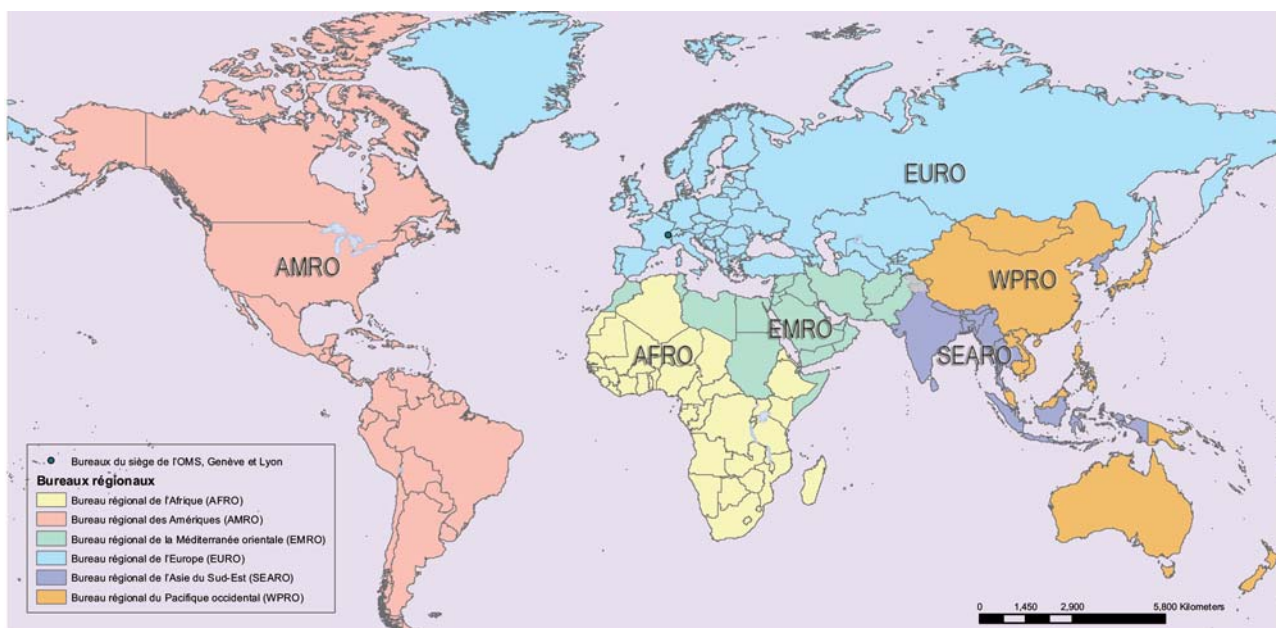 EURO
AMRO
WPRO
EMRO
AFRO
SEARO
Bureaux du siège de l'OMS, Genève et Lyon
Bureaux régionaux
Bureau régional de l'Afrique (AFRO)
Bureau régional des Amériques (AMRO)
Bureau régional de la Méditerranée orientale (EMRO)
Bureau régional de l'Europe (EURO)
Bureau régional de l'Asie du Sud-Est (SEARO)
Bureau régional du Pacifique occidental (WPRO)
0 1,450 2,900 5,800 Kilometers